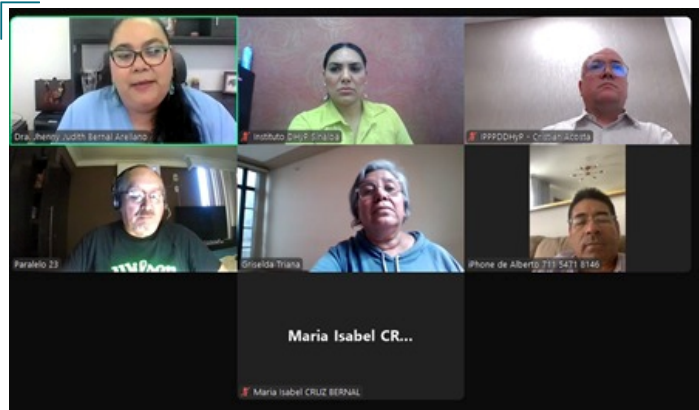 Dra. Jhenny Judith Bernal Arellano
Instituto DHyP Sinaloa
IPPPDDHyP - Cristian Acosta
Paralelo 23
Griselda Triana
iPhone de Alberto 711 5471 8146
Maria Isabel CR...
Maria Isabel CRUZ BERNAL